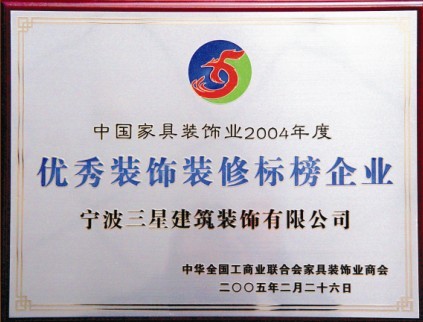 中国家具装饰业2004年度
优秀装饰装修标榜企业
宁波三星建筑装饰有限公司
中华全国工商业联合会家具装饰业商会
二〇〇五年二月二十六日